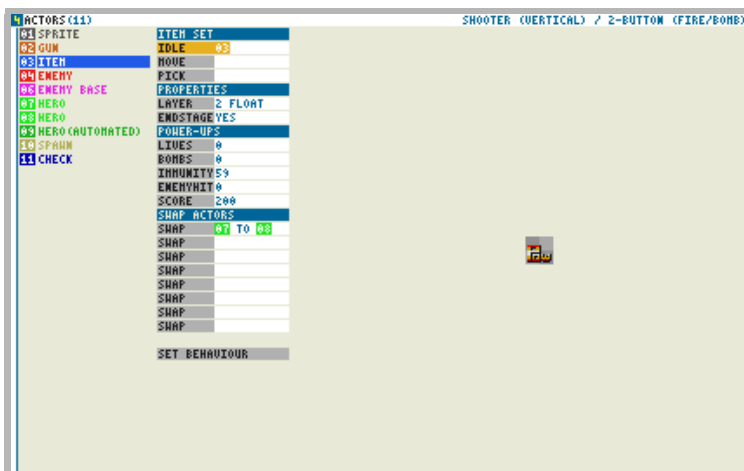 4 ACTORS(11)
SHOOTER (VERTICAL) / 2-BUTTON (FIRE/BOMB)
01 SPRITE
02 GUN
03 ITEM
04 ENEMY
06 ENEMY BASE
07 HERO
08 HERO
09 HERO(AUTOMATED)
10 SPAWN
11 CHECK
ITEM SET
IDLE 03
MOVE
PICK
PROPERTIES
LAYER 2 FLOAT
ENDSTAGE YES
POWER-UPS
LIVES 0
BOMBS 0
IMMUNITY 59
ENEMYHIT 0
SCORE 200
SWAP ACTORS
SWAP 07 TO 08
SWAP
SWAP
SWAP
SWAP
SWAP
SWAP
SWAP
SET BEHAVIOUR